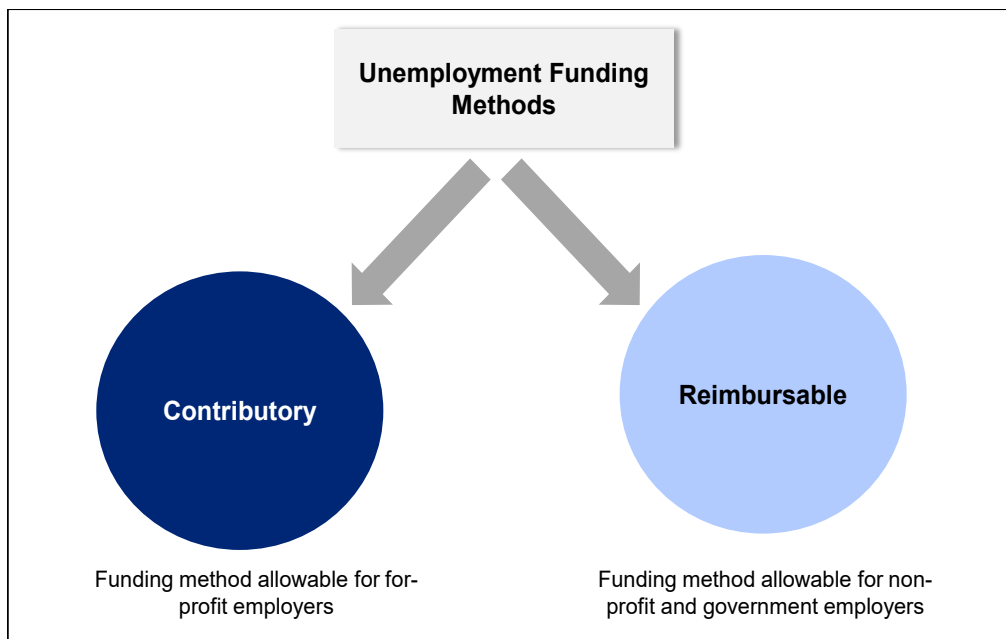 Unemployment Funding
Methods
Contributory
Reimbursable
Funding method allowable for for-
profit employers
Funding method allowable for non-
profit and government employers